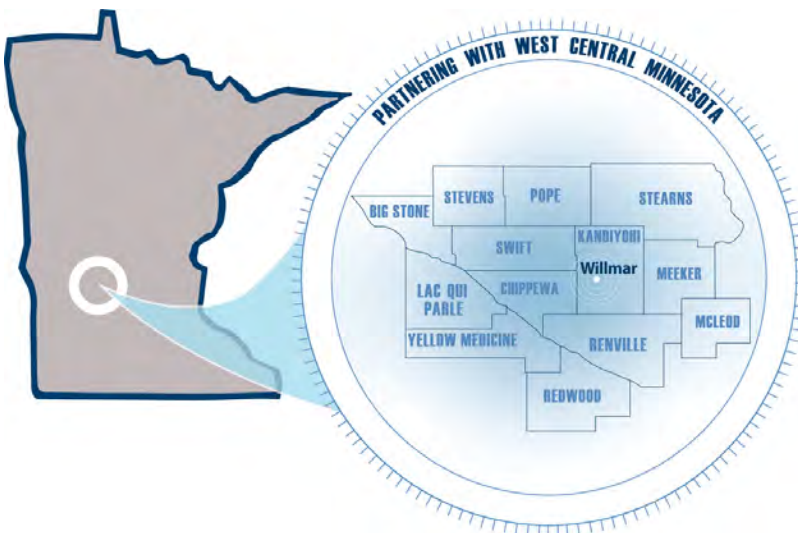 PARTNERING WITH WEST CENTRAL MINNESOTA
STEVENS
POPE
STEARNS
BIG STONE
SWIFT
KANDIYOHI
Willmar
MEEKER
LAC QUI
PARLE
CHIPPEWA
MCLEOD
YELLOW MEDICINE
RENVILLE
REDWOOD